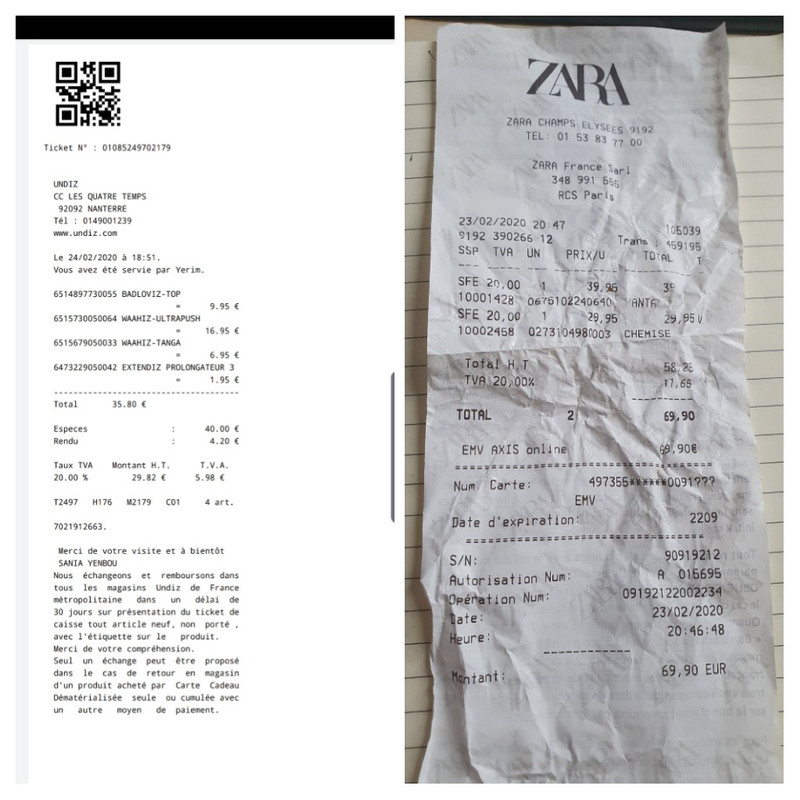 Ticket N° : 01085249702179
UNDIZ
CC LES QUATRE TEMPS
92092 NANTERRE
Tél : 0149001239
www.undiz.com
Le 24/02/2020 à 18:51.
Vous avez été servie par Yerim.
6514897730055 BADLOVIZ-TOP
= 9.95 €
6515730050064 WAAHIZ-ULTRAPUSH
= 16.95 €
6515679050033 WAAHIZ-TANGA
= 6.95 €
6473229050042 EXTENDIZ PROLONGATEUR 3
= 1.95 €
Total 35.80 €
Especes : 40.00 €
Rendu : 4.20 €
Taux TVA Montant H.T. T.V.A.
20.00 % 29.82 € 5.98 €
T2497 H176 M2179 C01 4 art.
7021912663.
Merci de votre visite et à bientôt
SANIA YENBOU
Nous échangeons et remboursons dans
tous les magasins Undiz de France
métropolitaine dans un délai de
30 jours sur présentation du ticket de
caisse tout article neuf, non porté ,
avec l'étiquette sur le produit.
Merci de votre compréhension.
Seul un échange peut être proposé
dans le cas de retour en magasin
d'un produit acheté par Carte Cadeau
Dématérialisée seule ou cumulée avec
un autre moyen de paiement.
ZARA
ZARA CHAMPS ELYSEES 9192
TEL: 01 53 83 77 00
ZARA France Sarl
348 991 555
RCS Paris
23/02/2020 20:47 105039
9192 390266 12 Trans : 459195
SSP TVA UN PRIX/U TOTAL T
SFE 20,00 1 39,95 39
10001428 0675102240640 MANTA
SFE 20,00 1 29,95 29,95
10002468 0273104980003 CHEMISE
Total H.T 58,25
TVA 20,00% 11,65
TOTAL 2 69,90
EMV AXIS online 69,90€
Num. Carte: 497355******0091???
EMV
Date d'expiration: 2209
S/N: 90919212
Autorisation Num: A 015695
Opération Num: 09192122002234
Date: 23/02/2020
Heure: 20:46:48
Montant: 69,90 EUR